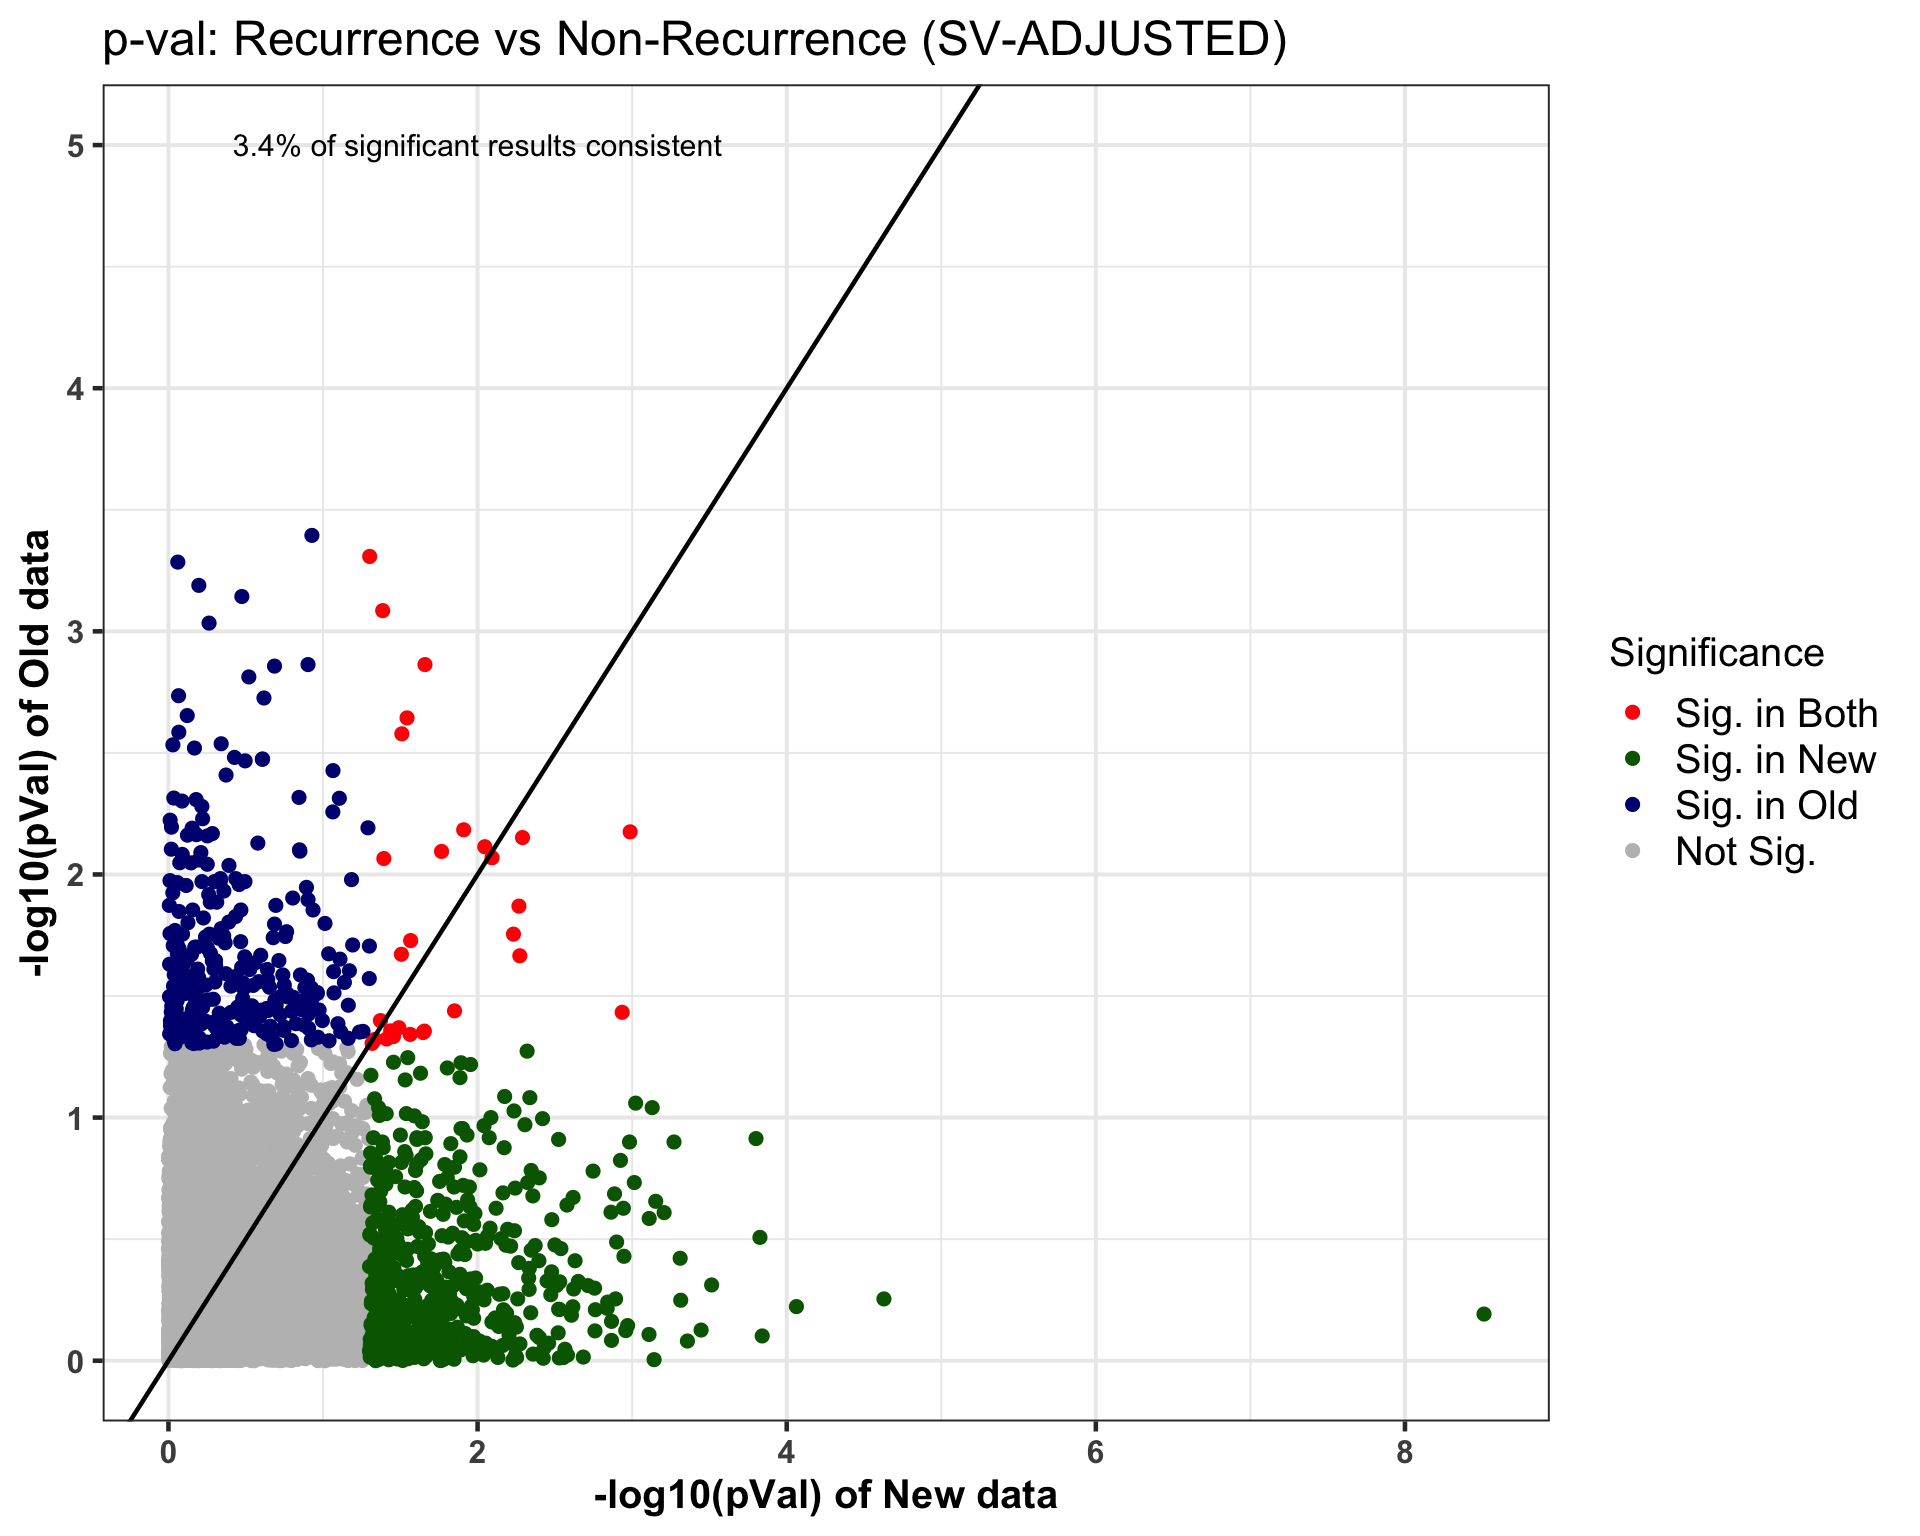 p-val: Recurrence vs Non-Recurrence (SV-ADJUSTED)
3.4% of significant results consistent
5
4
3
2
1
0
-log10(pVal) of Old data
0 2 4 6 8
-log10(pVal) of New data
Significance
Sig. in Both
Sig. in New
Sig. in Old
Not Sig.